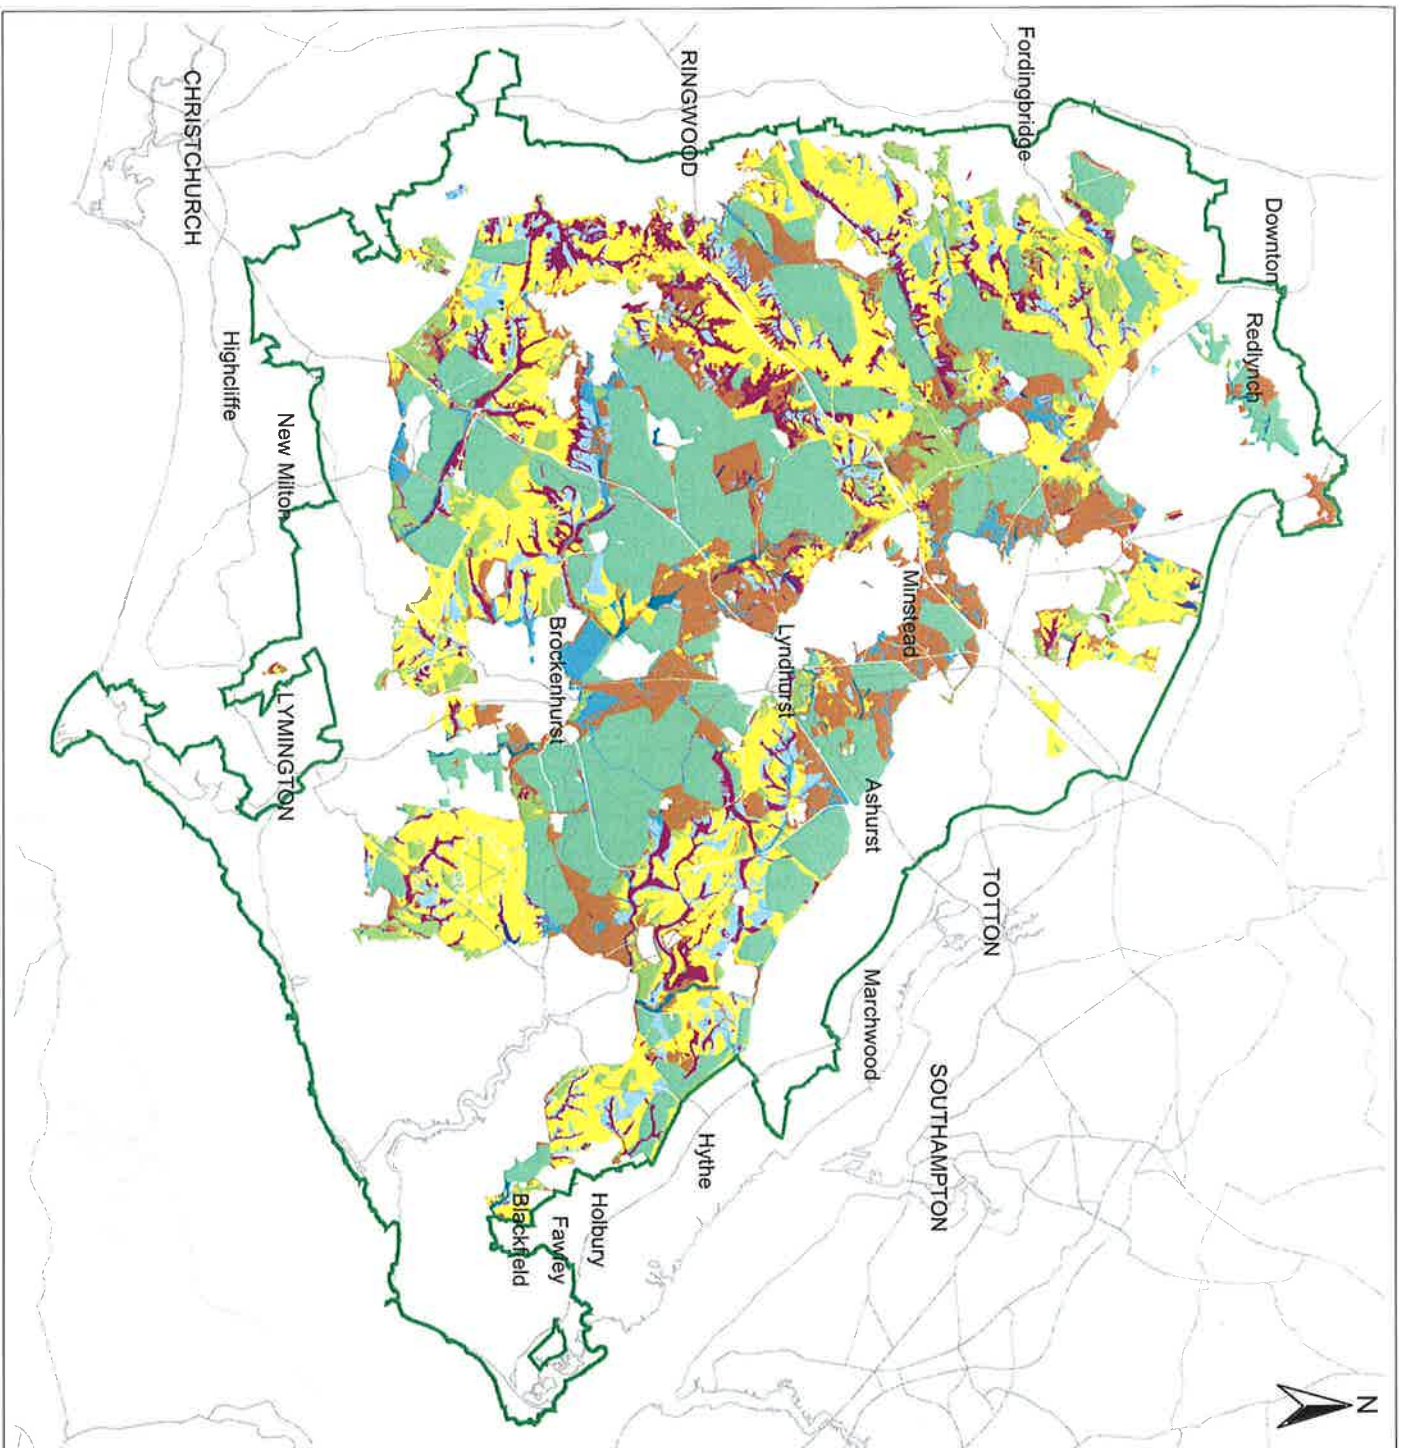 N
Downton
Redlynch
Fordingbridge
RINGWOOD
Minstead
Lyndhurst
Ashurst
TOTTON
SOUTHAMPTON
Marchwood
Hythe
Holbury
Fawley
Blackfield
Brockenhurst
CHRISTCHURCH
Highcliffe
New Milton
LYMINGTON